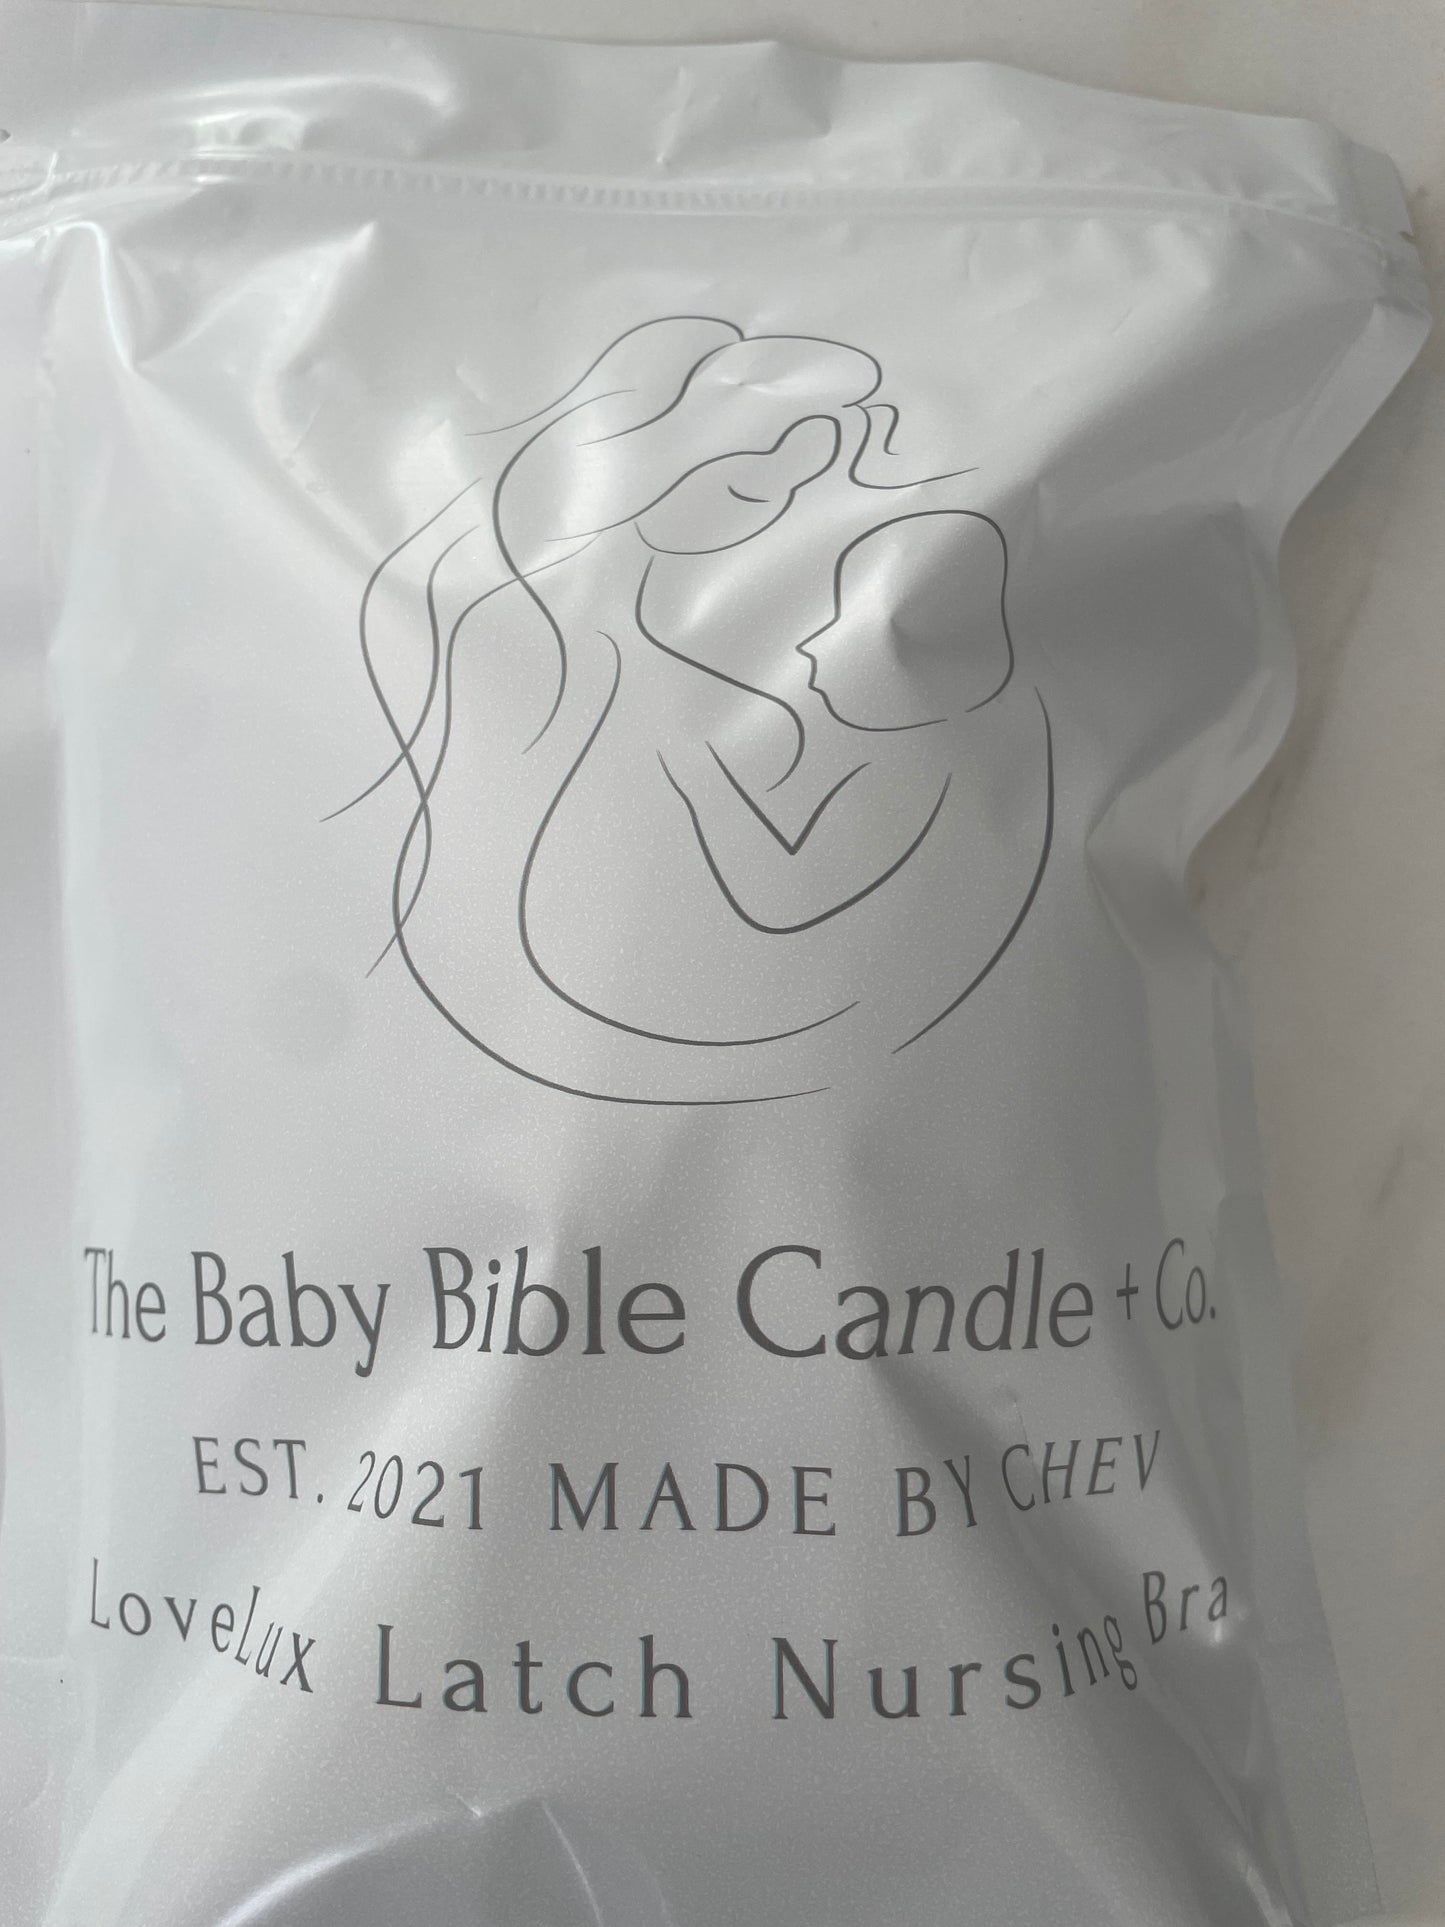 The Baby Bible Candle + Co.
EST. 2021 MADE BY CHEV
Lovelux Latch Nursing Bra